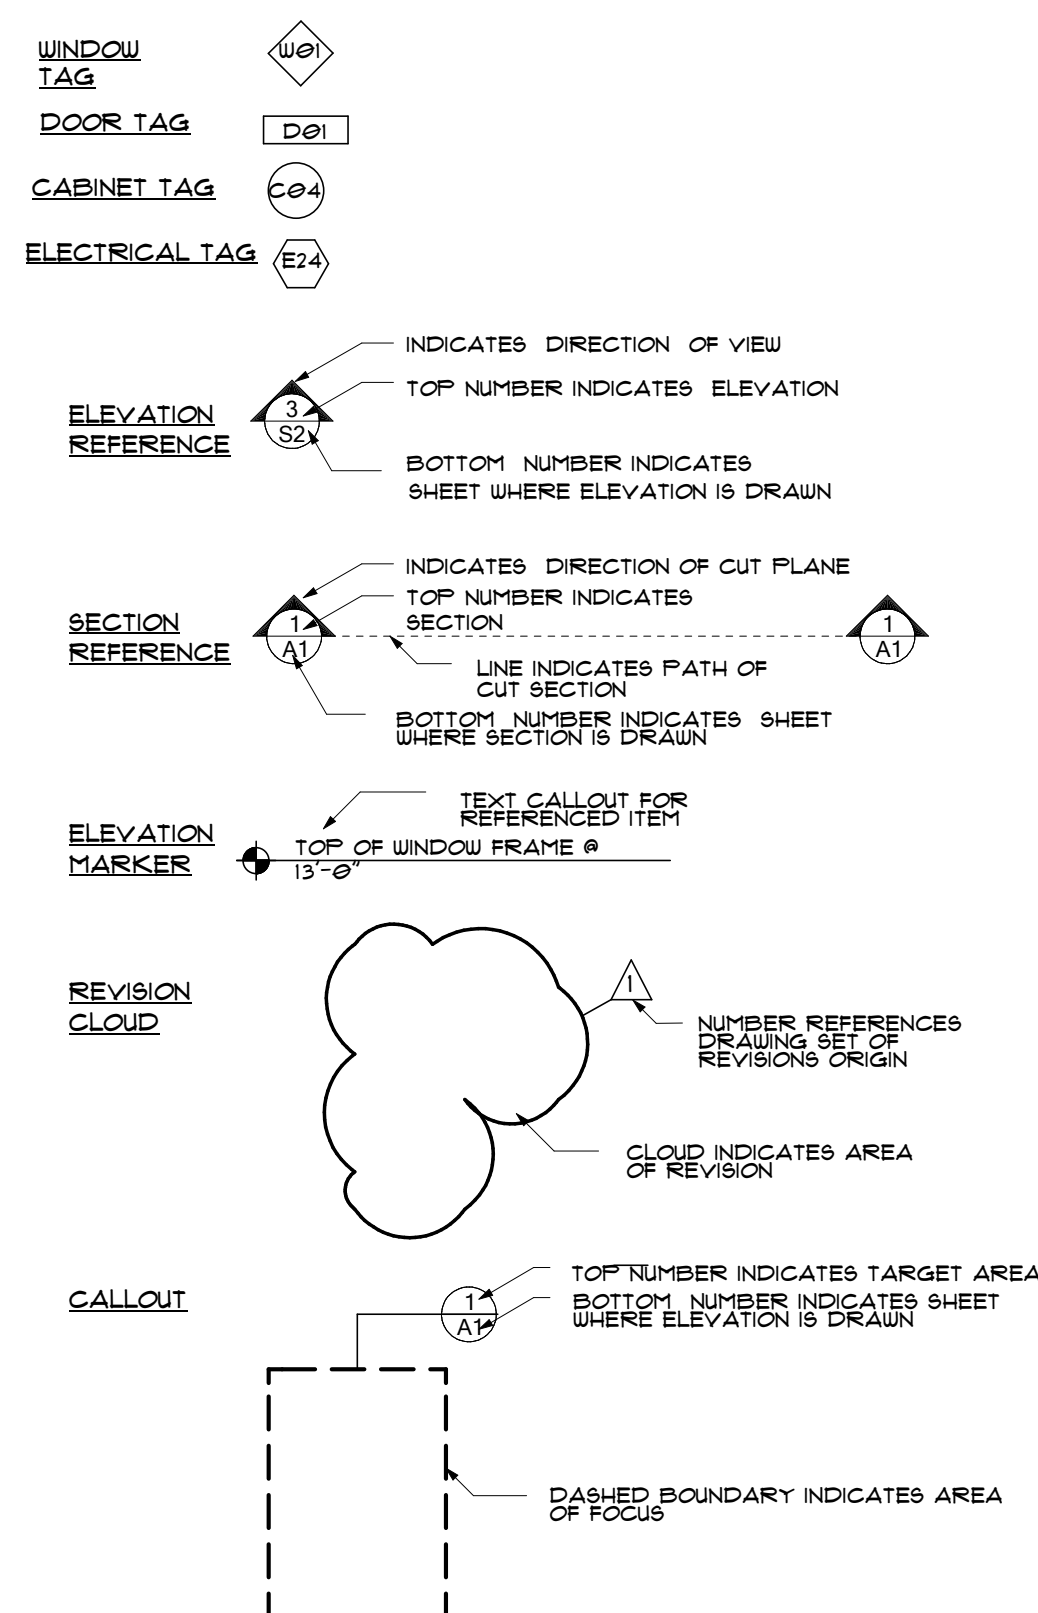 WINDOW
TAG
W01
DOOR TAG
D01
CABINET TAG
C04
ELECTRICAL TAG
E24
INDICATES DIRECTION OF VIEW
TOP NUMBER INDICATES ELEVATION
ELEVATION
REFERENCE
3
S2
BOTTOM NUMBER INDICATES
SHEET WHERE ELEVATION IS DRAWN
INDICATES DIRECTION OF CUT PLANE
TOP NUMBER INDICATES
SECTION
SECTION
REFERENCE
1
A1
1
A1
LINE INDICATES PATH OF
CUT SECTION
BOTTOM NUMBER INDICATES SHEET
WHERE SECTION IS DRAWN
TEXT CALLOUT FOR
REFERENCED ITEM
ELEVATION
MARKER
TOP OF WINDOW FRAME @
13'-0"
REVISION
CLOUD
1
NUMBER REFERENCES
DRAWING SET OF
REVISIONS ORIGIN
CLOUD INDICATES AREA
OF REVISION
CALLOUT
1
A1
TOP NUMBER INDICATES TARGET AREA
BOTTOM NUMBER INDICATES SHEET
WHERE ELEVATION IS DRAWN
DASHED BOUNDARY INDICATES AREA
OF FOCUS